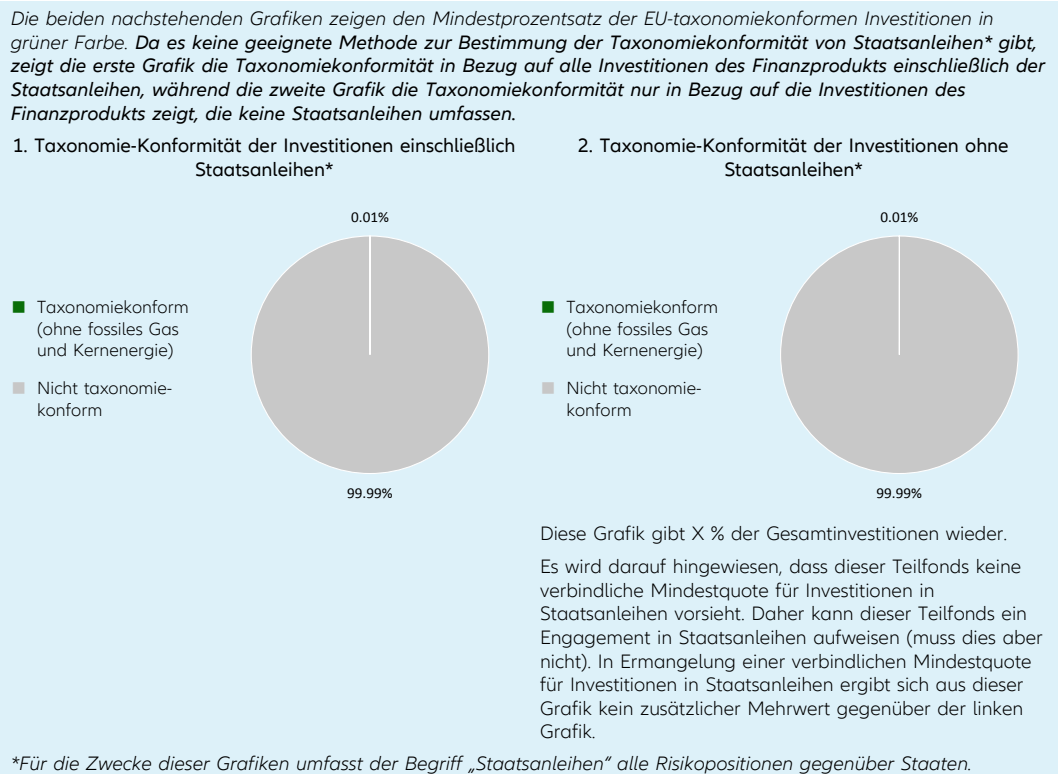 Die beiden nachstehenden Grafiken zeigen den Mindestprozentsatz der EU-taxonomiekonformen Investitionen in
grüner Farbe. Da es keine geeignete Methode zur Bestimmung der Taxonomiekonformität von Staatsanleihen* gibt,
zeigt die erste Grafik die Taxonomiekonformität in Bezug auf alle Investitionen des Finanzprodukts einschließlich der
Staatsanleihen, während die zweite Grafik die Taxonomiekonformität nur in Bezug auf die Investitionen des
Finanzprodukts zeigt, die keine Staatsanleihen umfassen.
1. Taxonomie-Konformität der Investitionen einschließlich
Staatsanleihen*
0.01%
Taxonomiekonform
(ohne fossiles Gas
und Kernenergie)
Nicht taxonomie-
konform
99.99%
2. Taxonomie-Konformität der Investitionen ohne
Staatsanleihen*
0.01%
Taxonomiekonform
(ohne fossiles Gas
und Kernenergie)
Nicht taxonomie-
konform
99.99%
Diese Grafik gibt X % der Gesamtinvestitionen wieder.
Es wird darauf hingewiesen, dass dieser Teilfonds keine
verbindliche Mindestquote für Investitionen in
Staatsanleihen vorsieht. Daher kann dieser Teilfonds ein
Engagement in Staatsanleihen aufweisen (muss dies aber
nicht). In Ermangelung einer verbindlichen Mindestquote
für Investitionen in Staatsanleihen ergibt sich aus dieser
Grafik kein zusätzlicher Mehrwert gegenüber der linken
Grafik.
*Für die Zwecke dieser Grafiken umfasst der Begriff „Staatsanleihen" alle Risikopositionen gegenüber Staaten.